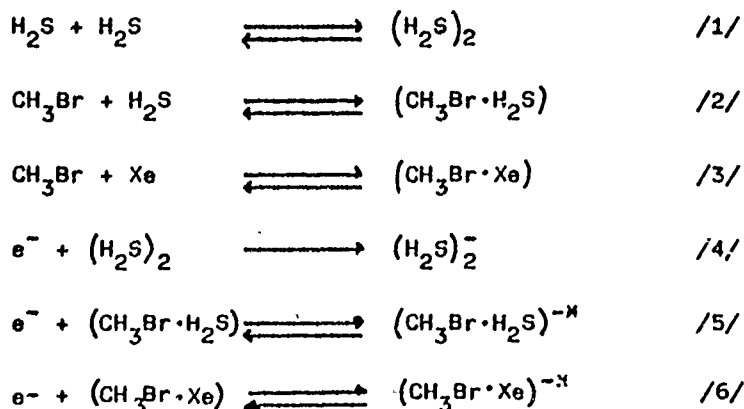 H₂S + H₂S ⇌ (H₂S)₂ /1/
CH₃Br + H₂S ⇌ (CH₃Br·H₂S) /2/
CH₃Br + Xe ⇌ (CH₃Br·Xe) /3/
e⁻ + (H₂S)₂ → (H₂S)₂⁻ /4/
e⁻ + (CH₃Br·H₂S) ⇌ (CH₃Br·H₂S)⁻* /5/
e- + (CH₃Br·Xe) ⇌ (CH₃Br·Xe)⁻* /6/